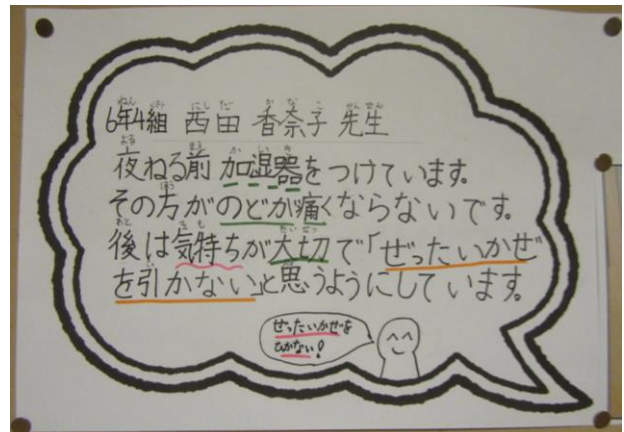 6年4組 西田 香奈子 先生
夜ねる前 加湿器をつけています。
その方がのどが痛くならないです。
後は気持ちが大切で「ぜったいかぜ
を引かない」と思うようにしています。
ぜったいかぜを
ひかない!